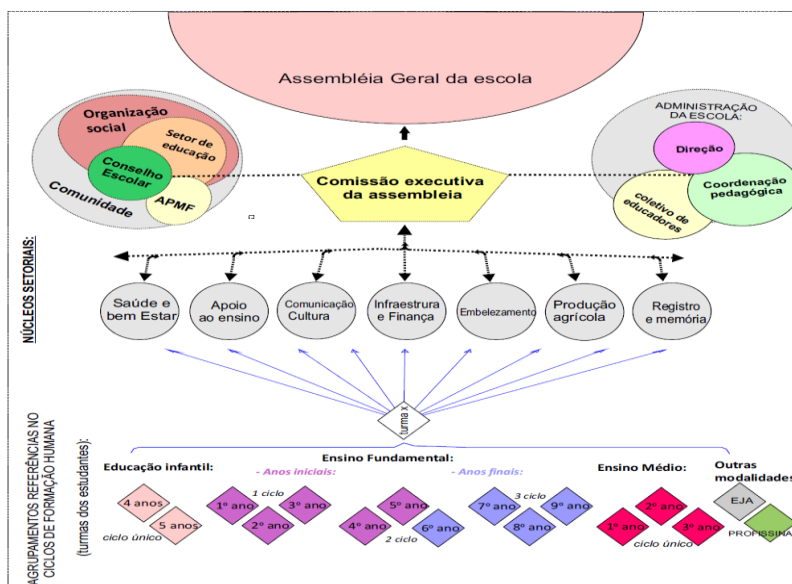 Assembléia Geral da escola
Organização
social
Setor de
educação
Conselho
Escolar
APMF
Comunidade
ADMINISTRAÇÃO
DA ESCOLA:
Direção
Coordenação
pedagógica
coletivo de
educadores
Comissão executiva
da assembleia
NÚCLEOS SETORIAIS:
Saúde e
bem Estar
Apoio
ao ensino
Comunicação
Cultura
Infraestrura
e Finança
Embelezamento
Produção
agrícola
Registro
e memória
turma x
AGRUPAMENTOS REFERÊNCIAS NO
CICLOS DE FORMAÇÃO HUMANA
(turmas dos estudantes):
Educação infantil:
4 anos
5 anos
ciclo único
Ensino Fundamental:
- Anos iniciais:
1º ano
1 ciclo
3º ano
2º ano
5º ano
4º ano
6º ano
2 ciclo
- Anos finais:
7º ano
3 ciclo
9º ano
8º ano
Ensino Médio:
2º ano
1º ano
3º ano
ciclo único
Outras
modalidades
EJA
PROFISSINA